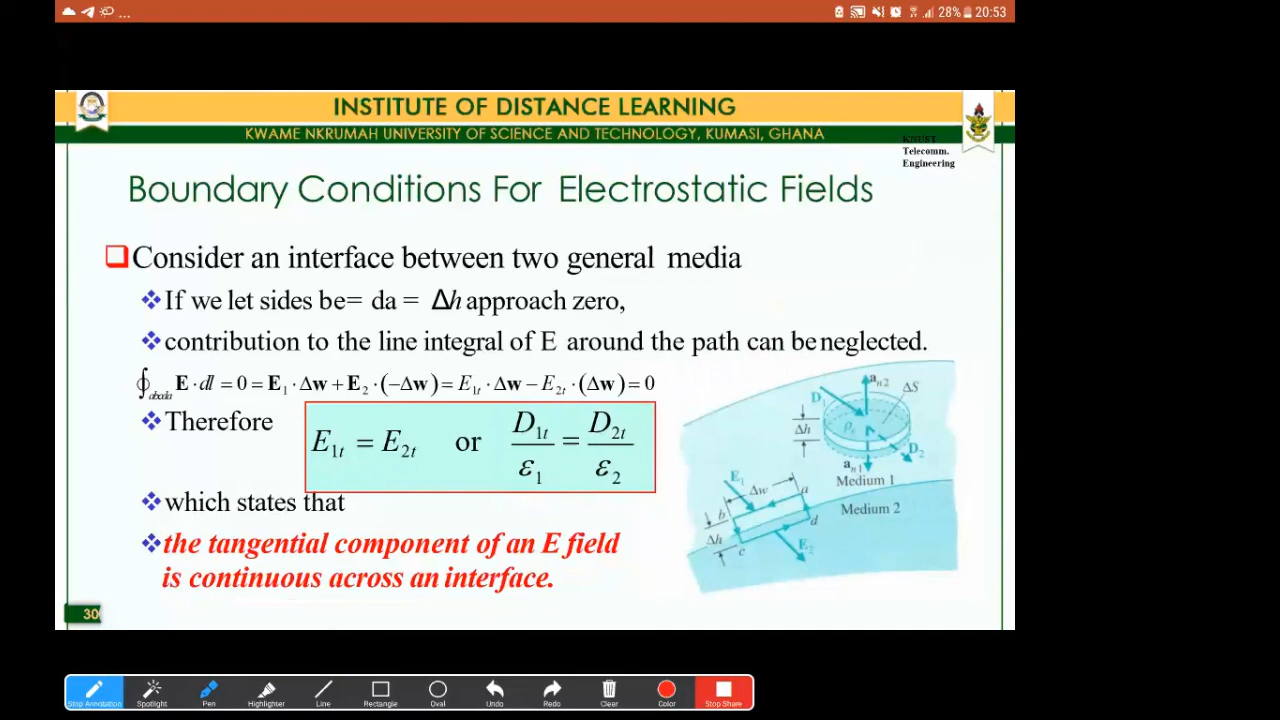 ...
28% 20:53
INSTITUTE OF DISTANCE LEARNING
KWAME NKRUMAH UNIVERSITY OF SCIENCE AND TECHNOLOGY, KUMASI, GHANA
KNUST
Telecomm.
Engineering
Boundary Conditions For Electrostatic Fields
Consider an interface between two general media
If we let sides be= da = Δh approach zero,
contribution to the line integral of E around the path can be neglected.
∮abcda E · dl = 0 = E₁ · Δw + E₂ · (−Δw) = E₁ₜ · Δw − E₂ₜ · (Δw) = 0
Therefore
E₁ₜ = E₂ₜ or D₁ₜ/ε₁ = D₂ₜ/ε₂
which states that
the tangential component of an E field
is continuous across an interface.
aₙ₂
ΔS
D₁
Δh
ρₛ
D₂
aₙ₁
Medium 1
E₁
Δw
a
b
d
Medium 2
Δh
c
E₂
30
Stop Annotation Spotlight Pen Highlighter Line Rectangle Oval Undo Redo Clear Color Stop Share